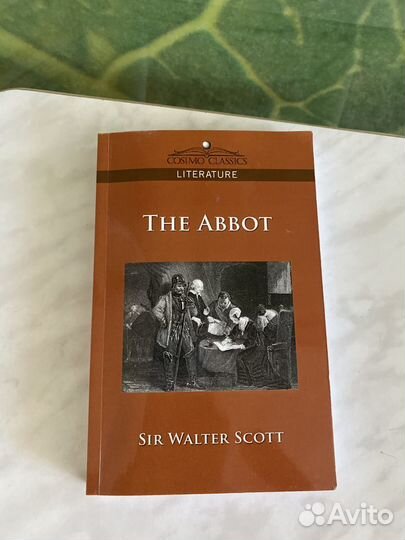 COSIMO CLASSICS
LITERATURE
THE ABBOT
SIR WALTER SCOTT
Avito